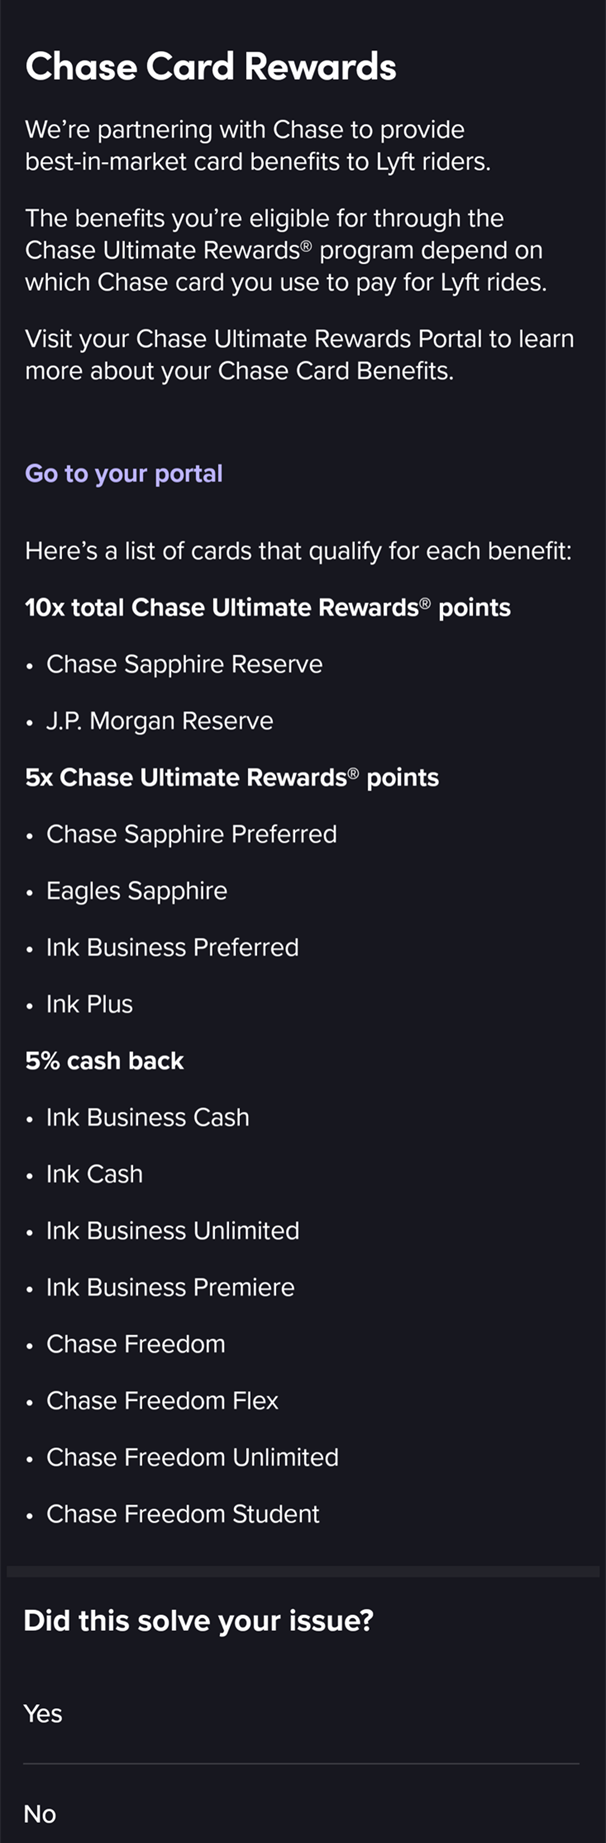 Chase Card Rewards
We’re partnering with Chase to provide
best-in-market card benefits to Lyft riders.
The benefits you’re eligible for through the
Chase Ultimate Rewards® program depend on
which Chase card you use to pay for Lyft rides.
Visit your Chase Ultimate Rewards Portal to learn
more about your Chase Card Benefits.
Go to your portal
Here’s a list of cards that qualify for each benefit:
10x total Chase Ultimate Rewards® points
• Chase Sapphire Reserve
• J.P. Morgan Reserve
5x Chase Ultimate Rewards® points
• Chase Sapphire Preferred
• Eagles Sapphire
• Ink Business Preferred
• Ink Plus
5% cash back
• Ink Business Cash
• Ink Cash
• Ink Business Unlimited
• Ink Business Premiere
• Chase Freedom
• Chase Freedom Flex
• Chase Freedom Unlimited
• Chase Freedom Student
Did this solve your issue?
Yes
No